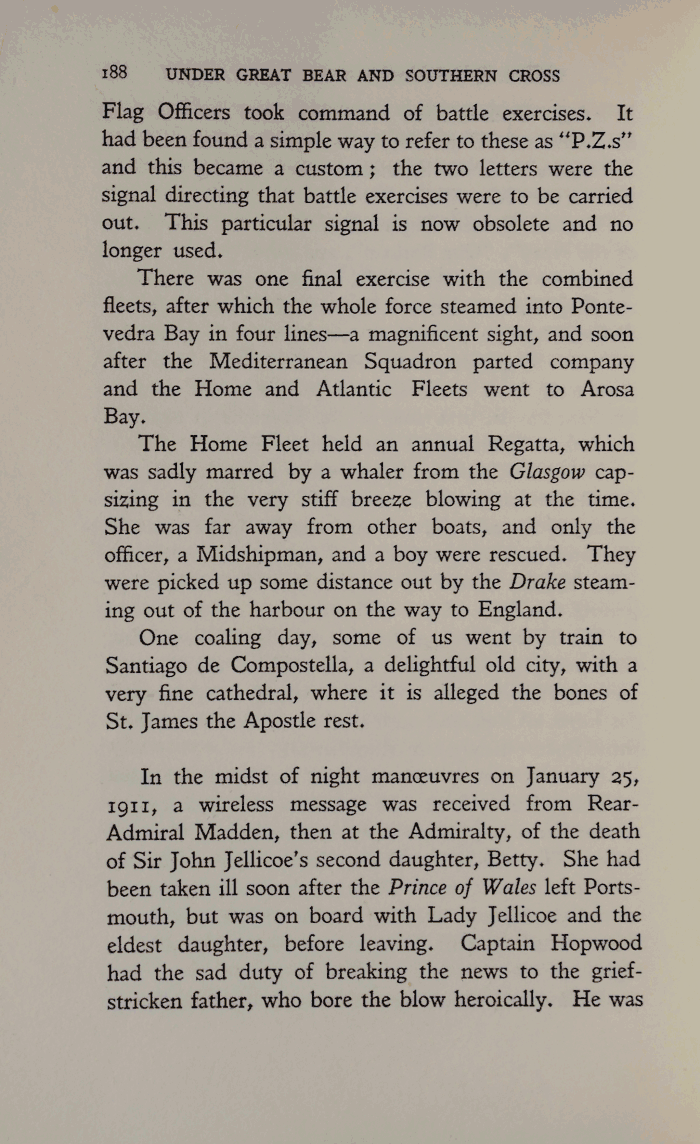 188 UNDER GREAT BEAR AND SOUTHERN CROSS
Flag Officers took command of battle exercises. It
had been found a simple way to refer to these as “P.Z.s”
and this became a custom ; the two letters were the
signal directing that battle exercises were to be carried
out. This particular signal is now obsolete and no
longer used.
There was one final exercise with the combined
fleets, after which the whole force steamed into Ponte-
vedra Bay in four lines—a magnificent sight, and soon
after the Mediterranean Squadron parted company
and the Home and Atlantic Fleets went to Arosa
Bay.
The Home Fleet held an annual Regatta, which
was sadly marred by a whaler from the Glasgow cap-
sizing in the very stiff breeze blowing at the time.
She was far away from other boats, and only the
officer, a Midshipman, and a boy were rescued. They
were picked up some distance out by the Drake steam-
ing out of the harbour on the way to England.
One coaling day, some of us went by train to
Santiago de Compostella, a delightful old city, with a
very fine cathedral, where it is alleged the bones of
St. James the Apostle rest.
In the midst of night manœuvres on January 25,
1911, a wireless message was received from Rear-
Admiral Madden, then at the Admiralty, of the death
of Sir John Jellicoe’s second daughter, Betty. She had
been taken ill soon after the Prince of Wales left Ports-
mouth, but was on board with Lady Jellicoe and the
eldest daughter, before leaving. Captain Hopwood
had the sad duty of breaking the news to the grief-
stricken father, who bore the blow heroically. He was